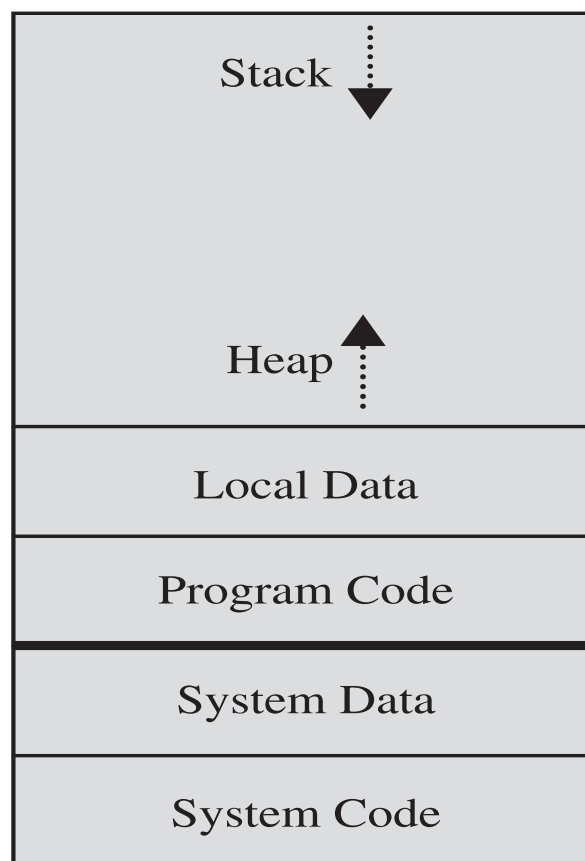 Stack
Heap
Local Data
Program Code
System Data
System Code